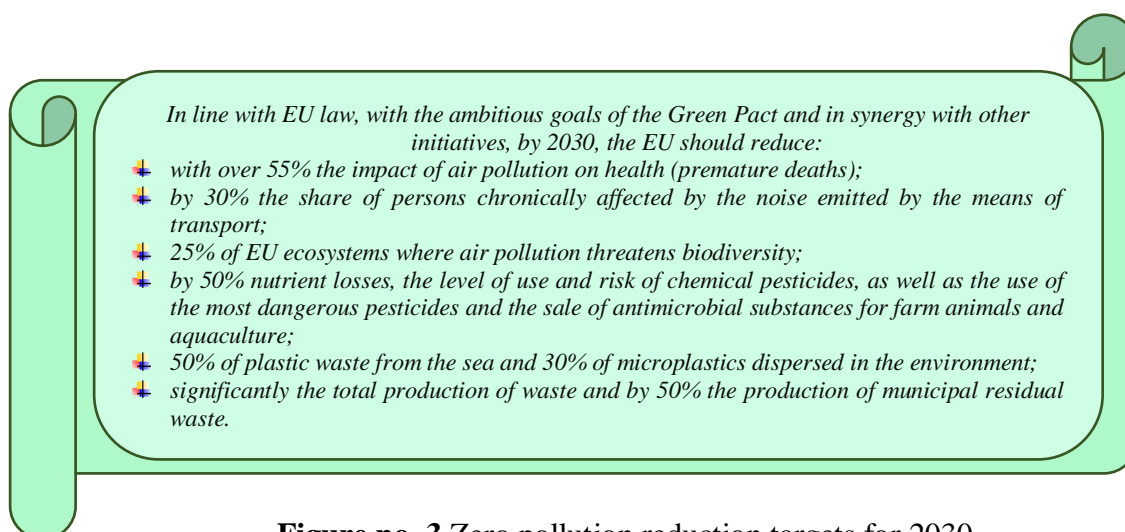 In line with EU law, with the ambitious goals of the Green Pact and in synergy with other
initiatives, by 2030, the EU should reduce:
with over 55% the impact of air pollution on health (premature deaths);
by 30% the share of persons chronically affected by the noise emitted by the means of
transport;
25% of EU ecosystems where air pollution threatens biodiversity;
by 50% nutrient losses, the level of use and risk of chemical pesticides, as well as the use of
the most dangerous pesticides and the sale of antimicrobial substances for farm animals and
aquaculture;
50% of plastic waste from the sea and 30% of microplastics dispersed in the environment;
significantly the total production of waste and by 50% the production of municipal residual
waste.
Figure no. 3 Zero pollution reduction targets for 2030